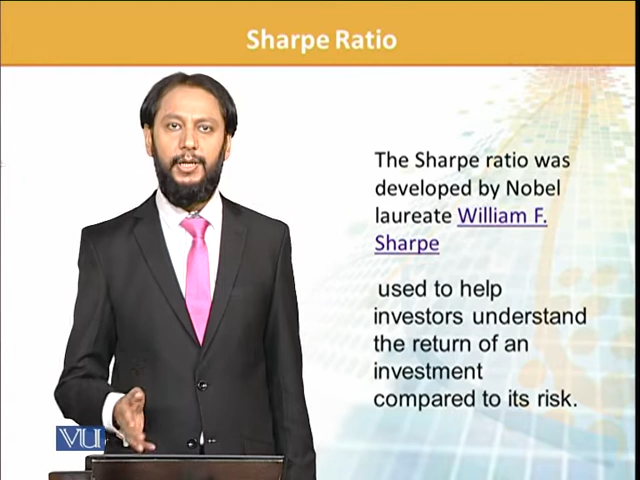 Sharpe Ratio
The Sharpe ratio was
developed by Nobel
laureate William F.
Sharpe
used to help
investors understand
the return of an
investment
compared to its risk.
VU